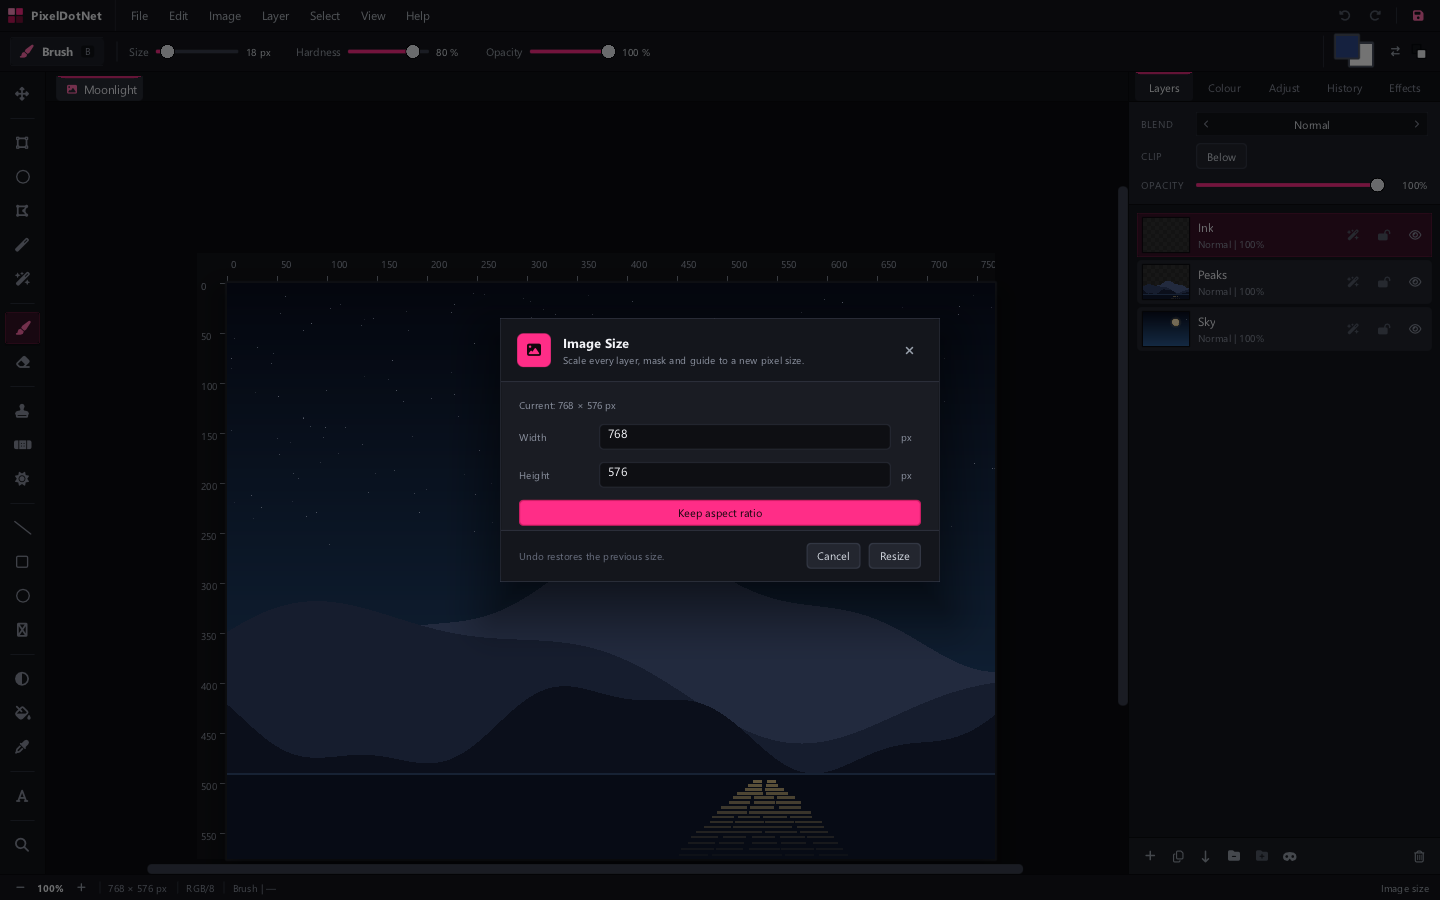 PixelDotNet File Edit Image Layer Select View Help
Brush B Size 18 px Hardness 80 % Opacity 100 %
Moonlight
Layers Colour Adjust History Effects
BLEND Normal
CLIP Below
OPACITY 100%
Ink
Normal | 100%
Peaks
Normal | 100%
Sky
Normal | 100%
0 50 100 150 200 250 300 350 400 450 500 550 600 650 700 750
0
50
100
150
200
250
300
350
400
450
500
550
Image Size
Scale every layer, mask and guide to a new pixel size.
Current: 768 × 576 px
Width 768 px
Height 576 px
Keep aspect ratio
Undo restores the previous size. Cancel Resize
A
100% 768 × 576 px RGB/8 Brush | — Image size